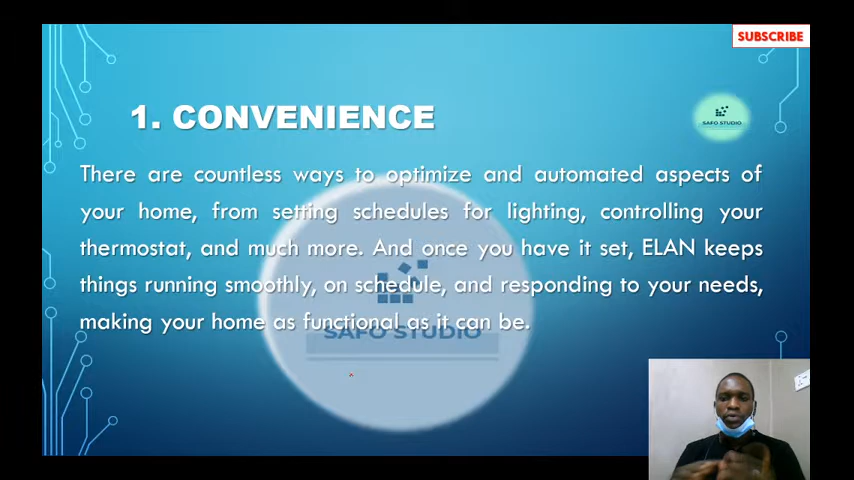 SUBSCRIBE
1. CONVENIENCE
SAFO STUDIO
There are countless ways to optimize and automated aspects of
your home, from setting schedules for lighting, controlling your
thermostat, and much more. And once you have it set, ELAN keeps
things running smoothly, on schedule, and responding to your needs,
making your home as functional as it can be.
SAFO STUDIO